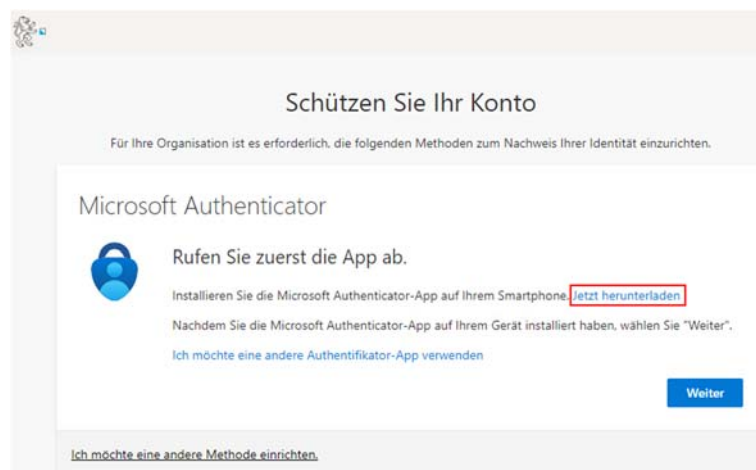 Schützen Sie Ihr Konto
Für Ihre Organisation ist es erforderlich, die folgenden Methoden zum Nachweis Ihrer Identität einzurichten.
Microsoft Authenticator
Rufen Sie zuerst die App ab.
Installieren Sie die Microsoft Authenticator-App auf Ihrem Smartphone. Jetzt herunterladen
Nachdem Sie die Microsoft Authenticator-App auf Ihrem Gerät installiert haben, wählen Sie "Weiter".
Ich möchte eine andere Authentifikator-App verwenden
Weiter
Ich möchte eine andere Methode einrichten.